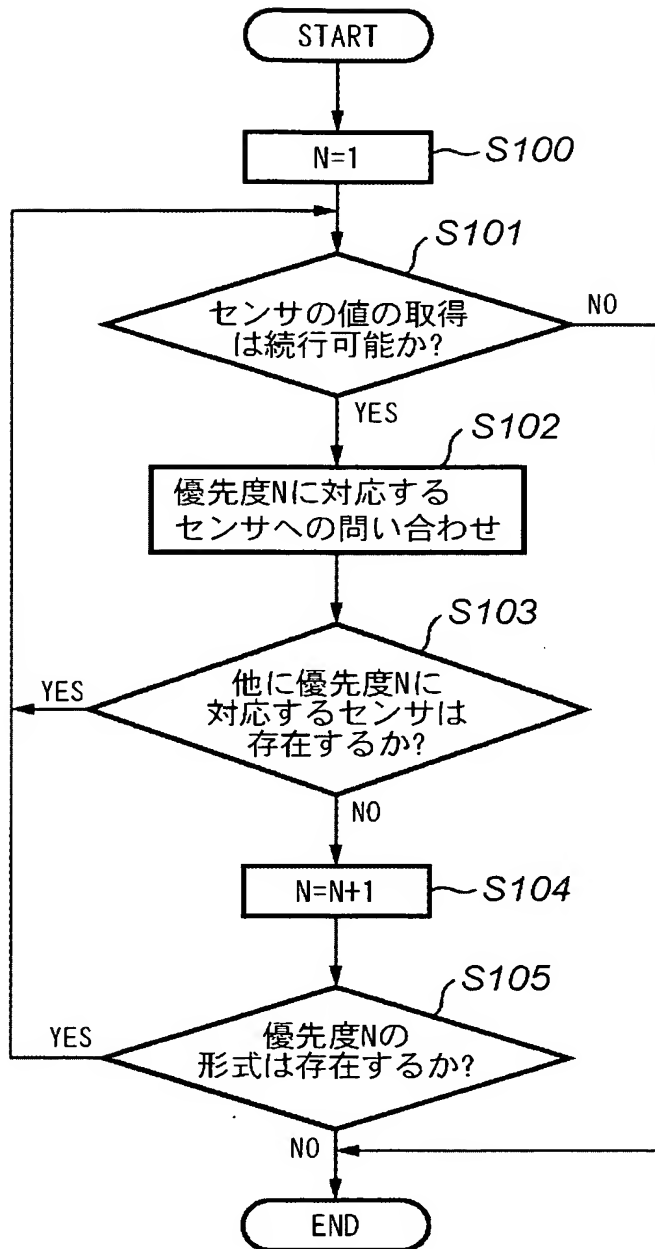 START
N=1
S100
S101
センサの値の取得
は続行可能か?
NO
YES
S102
優先度Nに対応する
センサへの問い合わせ
S103
YES
他に優先度Nに
対応するセンサは
存在するか?
NO
N=N+1
S104
S105
YES
優先度Nの
形式は存在するか?
NO
END